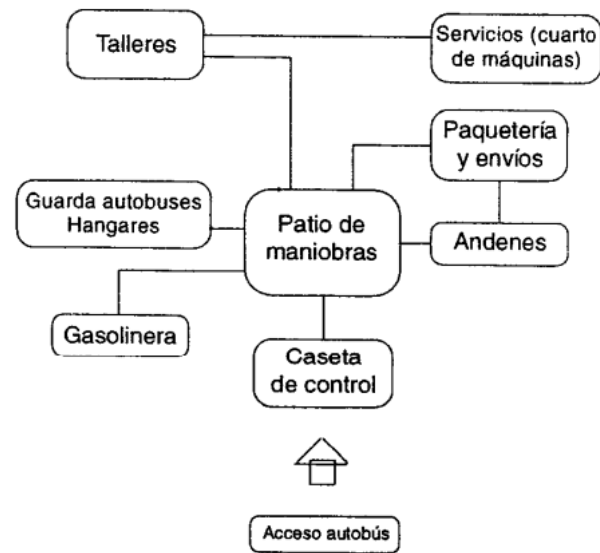 Talleres
Servicios (cuarto
de máquinas)
Paquetería
y envíos
Guarda autobuses
Hangares
Patio de
maniobras
Andenes
Gasolinera
Caseta
de control
Acceso autobús